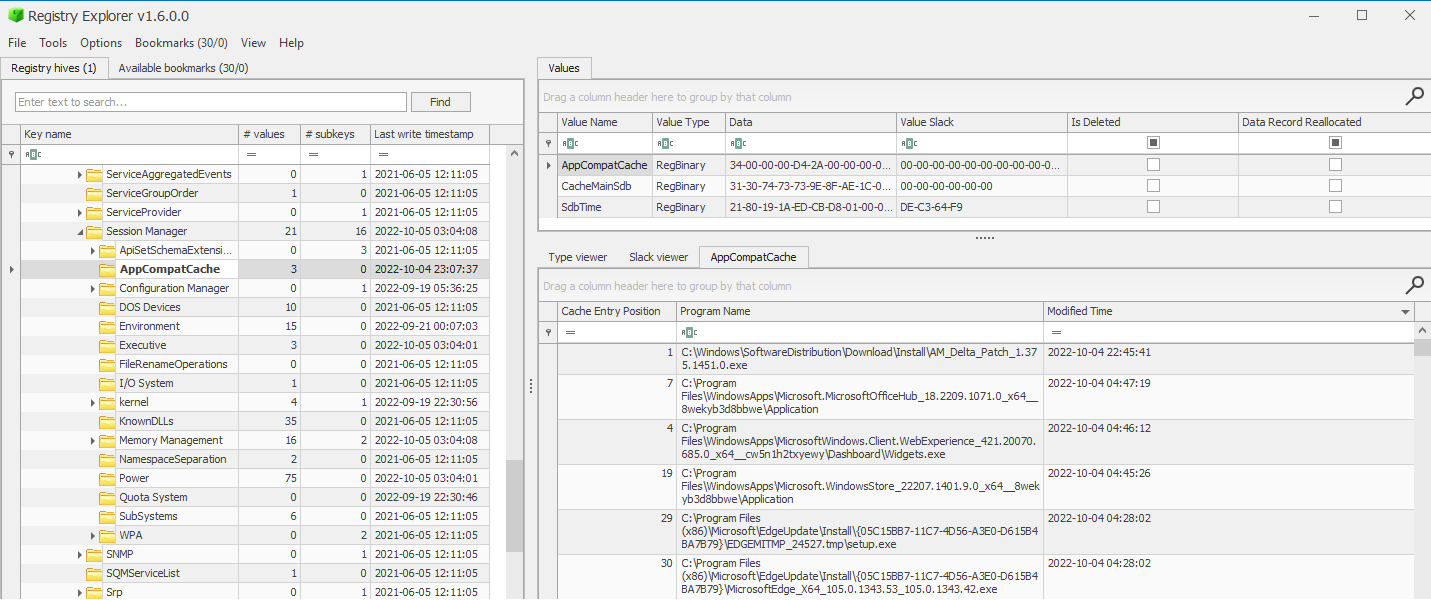 Registry Explorer v1.6.0.0
File Tools Options Bookmarks (30/0) View Help
Registry hives (1) Available bookmarks (30/0)
Enter text to search... Find
Key name # values # subkeys Last write timestamp
ABC = = =
ServiceAggregatedEvents 0 1 2021-06-05 12:11:05
ServiceGroupOrder 1 0 2021-06-05 12:11:05
ServiceProvider 0 1 2021-06-05 12:11:05
Session Manager 21 16 2022-10-05 03:04:08
ApiSetSchemaExtensi... 0 3 2021-06-05 12:11:05
AppCompatCache 3 0 2022-10-04 23:07:37
Configuration Manager 0 1 2022-09-19 05:36:25
DOS Devices 10 0 2021-06-05 12:11:05
Environment 15 0 2022-09-21 00:07:03
Executive 3 0 2022-10-05 03:04:01
FileRenameOperations 0 0 2021-06-05 12:11:05
I/O System 1 0 2021-06-05 12:11:05
kernel 4 1 2022-09-19 22:30:56
KnownDLLs 35 0 2021-06-05 12:11:05
Memory Management 16 2 2022-10-05 03:04:08
NamespaceSeparation 2 0 2021-06-05 12:11:05
Power 75 0 2022-10-05 03:04:01
Quota System 0 0 2022-09-19 22:30:46
SubSystems 6 0 2021-06-05 12:11:05
WPA 0 2 2021-06-05 12:11:05
SNMP 0 1 2021-06-05 12:11:05
SQMServiceList 1 0 2021-06-05 12:11:05
Srp 0 1 2021-06-05 12:11:05
Values
Drag a column header here to group by that column
Value Name Value Type Data Value Slack Is Deleted Data Record Reallocated
ABC ABC ABC ABC
AppCompatCache RegBinary 34-00-00-00-D4-2A-00-00-00-0... 00-00-00-00-00-00-00-00-00-0...
CacheMainSdb RegBinary 31-30-74-73-73-9E-8F-AE-1C-0... 00-00-00-00-00-00
SdbTime RegBinary 21-80-19-1A-ED-CB-D8-01-00-0... DE-C3-64-F9
Type viewer Slack viewer AppCompatCache
Drag a column header here to group by that column
Cache Entry Position Program Name Modified Time
= ABC =
1 C:\Windows\SoftwareDistribution\Download\Install\AM_Delta_Patch_1.37 2022-10-04 22:45:41
5.1451.0.exe
7 C:\Program 2022-10-04 04:47:19
Files\WindowsApps\Microsoft.MicrosoftOfficeHub_18.2209.1071.0_x64__
8wekyb3d8bbwe\Application
4 C:\Program 2022-10-04 04:46:12
Files\WindowsApps\MicrosoftWindows.Client.WebExperience_421.20070.
685.0_x64__cw5n1h2txyewy\Dashboard\Widgets.exe
19 C:\Program 2022-10-04 04:45:26
Files\WindowsApps\Microsoft.WindowsStore_22207.1401.9.0_x64__8wek
yb3d8bbwe\Application
29 C:\Program Files 2022-10-04 04:28:02
(x86)\Microsoft\EdgeUpdate\Install\{05C15BB7-11C7-4D56-A3E0-D615B4
BA7B79}\EDGEMITMP_24527.tmp\setup.exe
30 C:\Program Files 2022-10-04 04:28:02
(x86)\Microsoft\EdgeUpdate\Install\{05C15BB7-11C7-4D56-A3E0-D615B4
BA7B79}\MicrosoftEdge_X64_105.0.1343.53_105.0.1343.42.exe